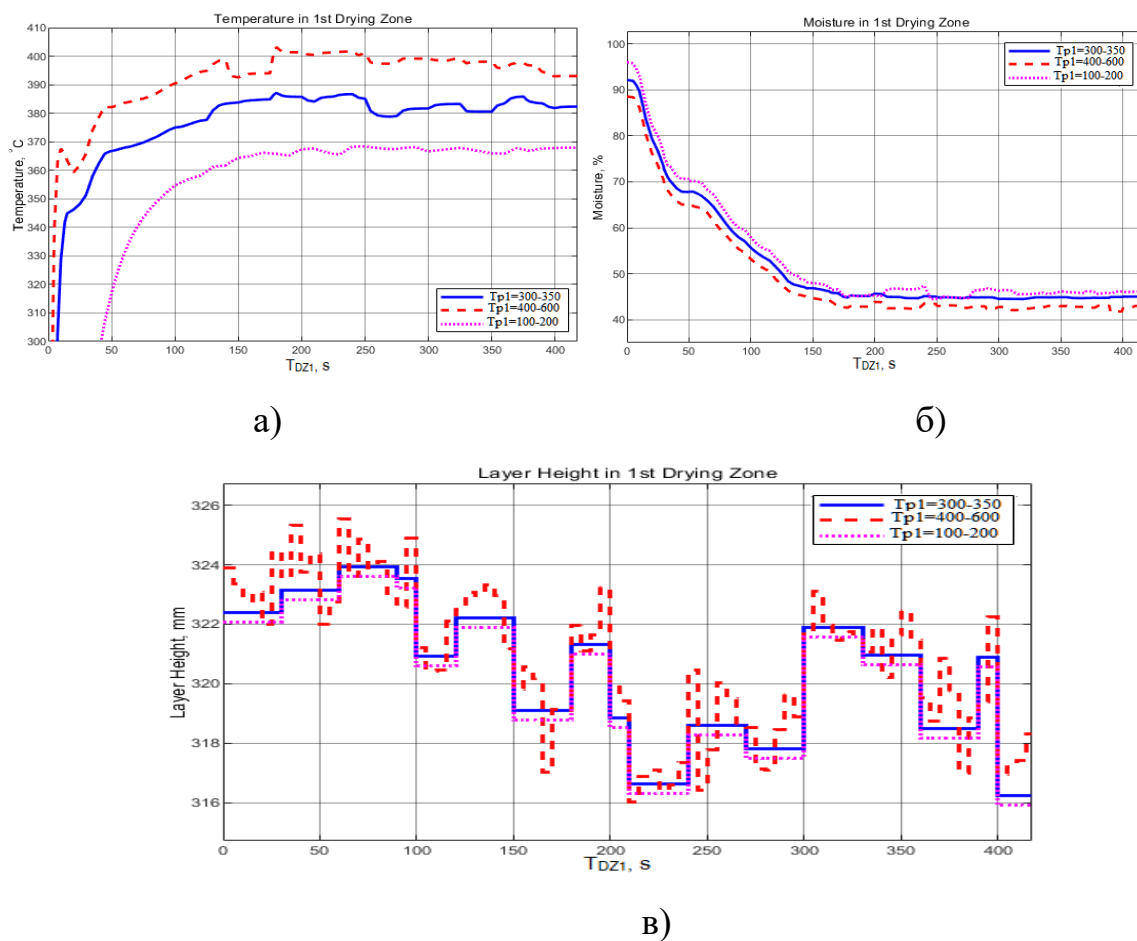 Temperature in 1st Drying Zone
410
400
390
380
370
360
350
340
330
320
310
300
Temperature, °C
0 50 100 150 200 250 300 350 400
TDZ1, s
Tp1=300-350
Tp1=400-600
Tp1=100-200
а)
Moisture in 1st Drying Zone
100
90
80
70
60
50
40
Moisture, %
0 50 100 150 200 250 300 350 400
TDZ1, s
Tp1=300-350
Tp1=400-600
Tp1=100-200
б)
Layer Height in 1st Drying Zone
326
324
322
320
318
316
Layer Height, mm
0 50 100 150 200 250 300 350 400
TDZ1, s
Tp1=300-350
Tp1=400-600
Tp1=100-200
в)